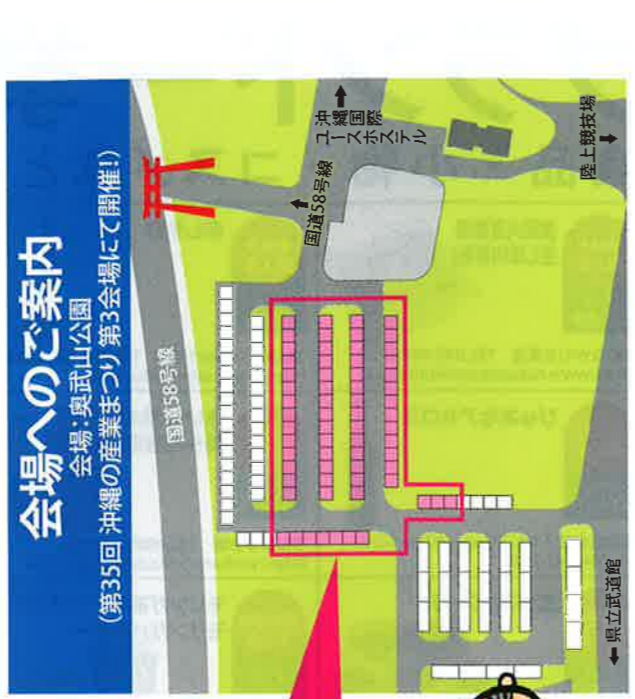 会場へのご案内
会場:奥武山公園
(第35回 沖縄の産業まつり 第3会場にて開催!)
国道58号線
国道58号線
沖縄国際
ユースホステル
陸上競技場
県立武道館